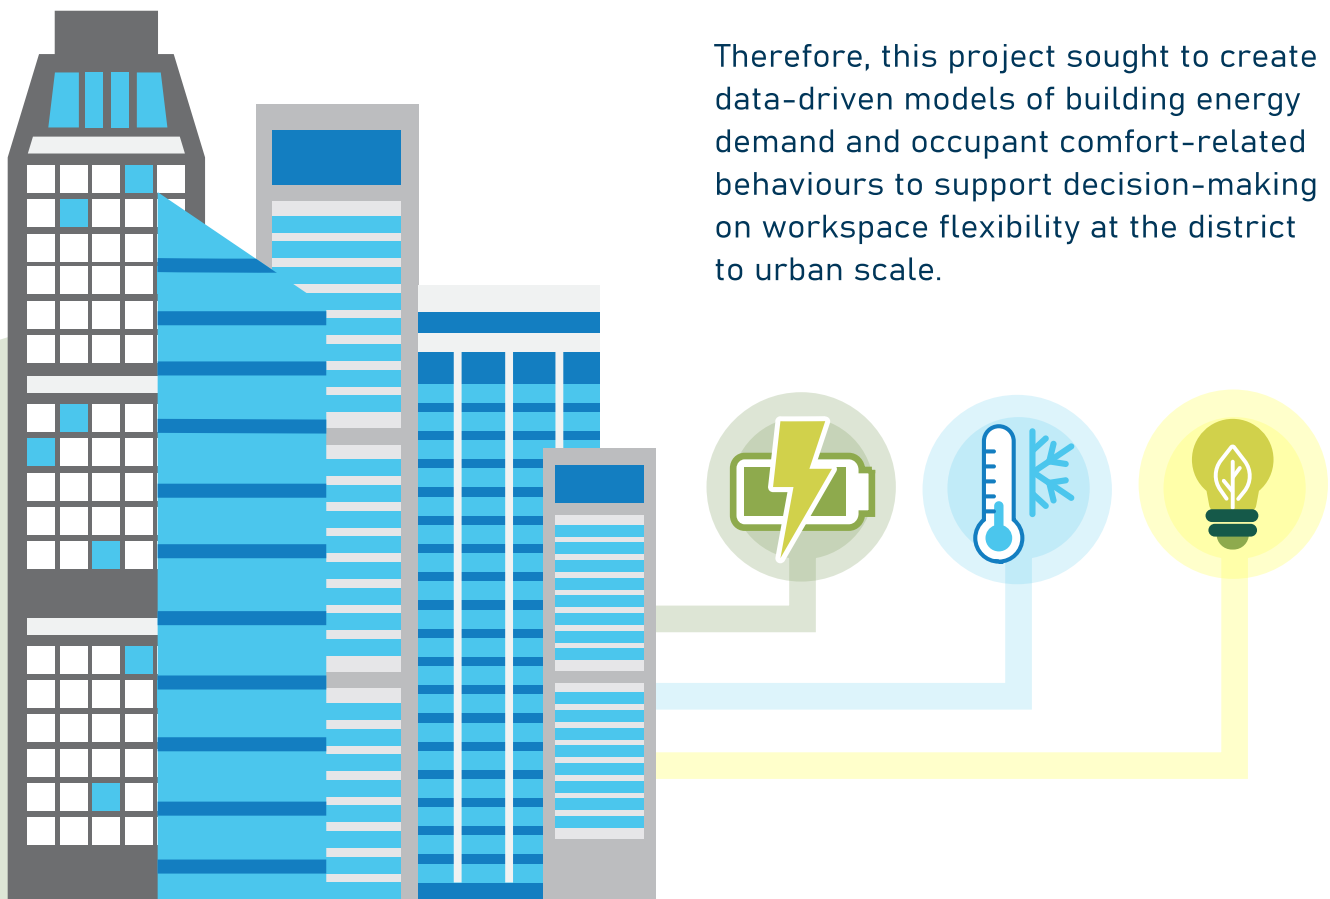 Therefore, this project sought to create
data-driven models of building energy
demand and occupant comfort-related
behaviours to support decision-making
on workspace flexibility at the district
to urban scale.